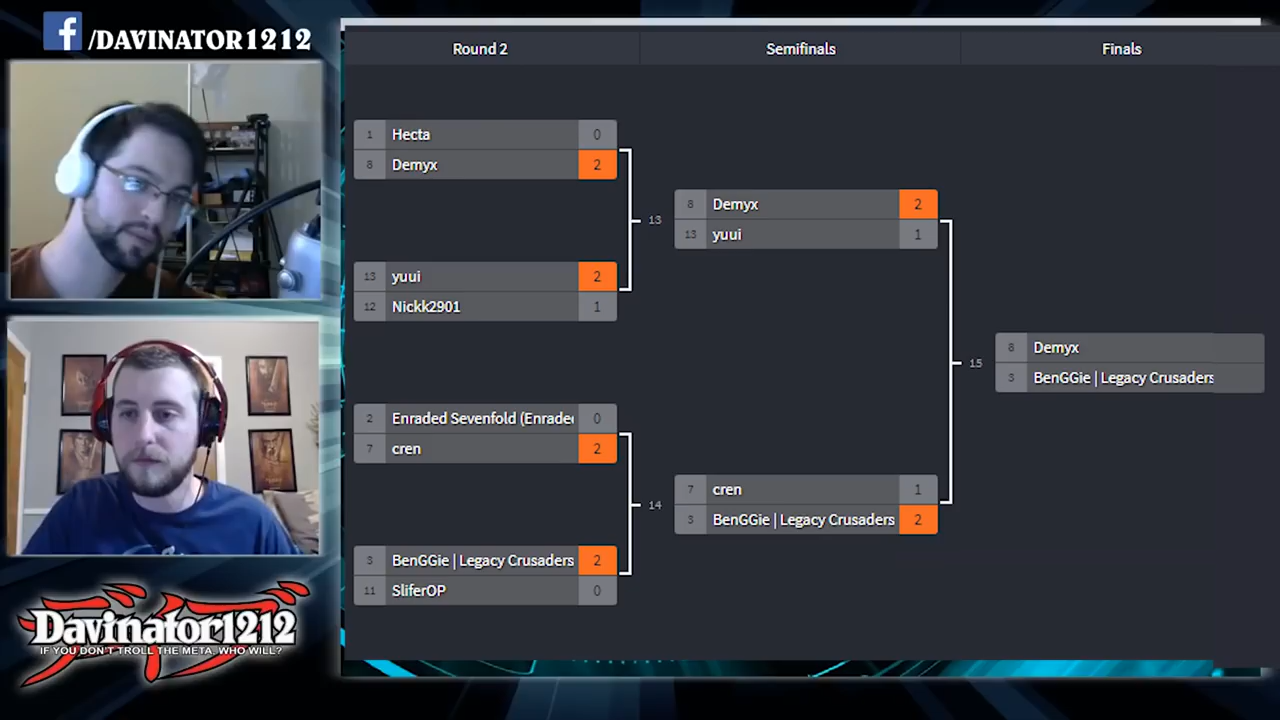 /DAVINATOR1212
Round 2
Semifinals
Finals
1 Hecta 0
8 Demyx 2
13
13 yuui 2
12 Nickk2901 1
8 Demyx 2
13 yuui 1
2 Enraded Sevenfold (Enraded 0
7 cren 2
14
3 BenGGie | Legacy Crusaders 2
11 SliferOP 0
7 cren 1
3 BenGGie | Legacy Crusaders 2
15
8 Demyx
3 BenGGie | Legacy Crusaders
Davinator1212
IF YOU DON'T TROLL THE META, WHO WILL?